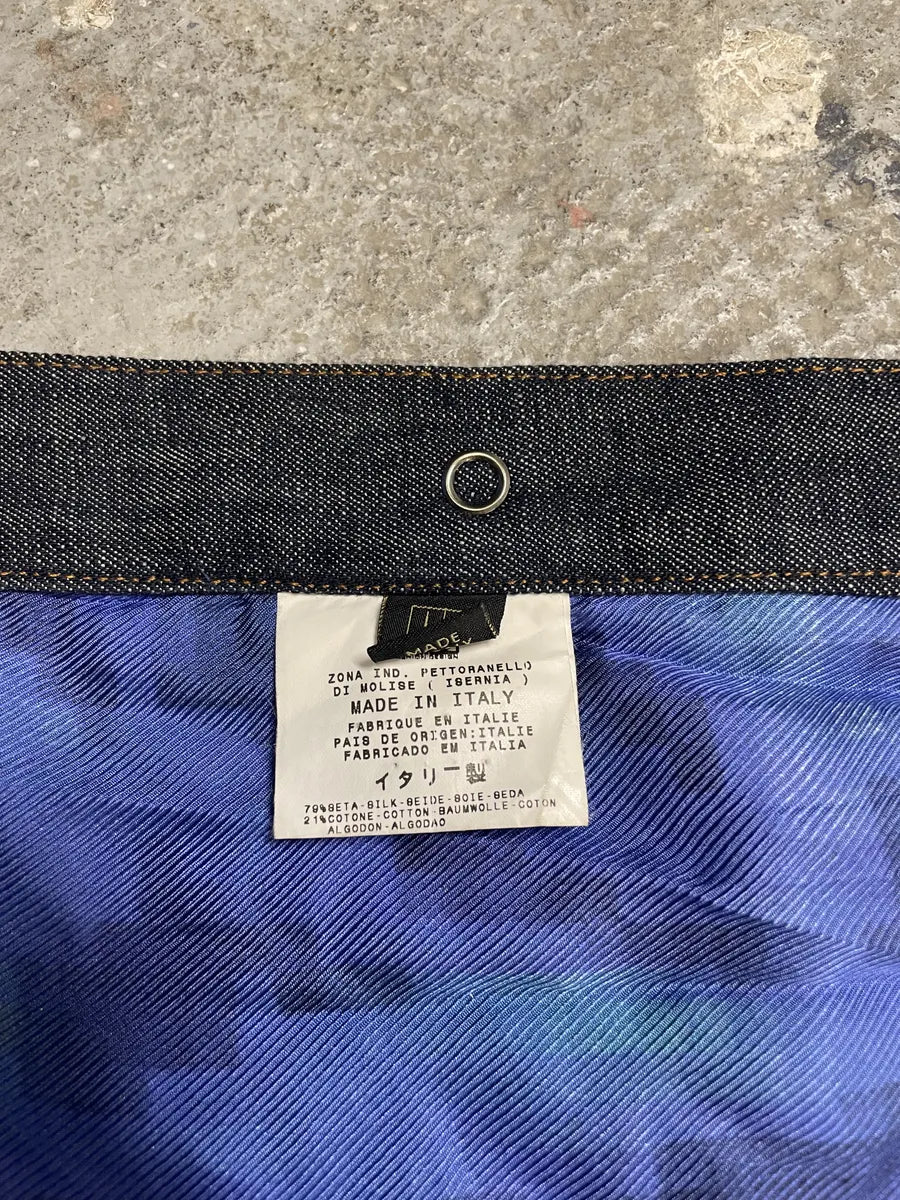 MADE
ZONA IND. PETTORANELLO
DI MOLISE ( ISERNIA )
MADE IN ITALY
FABRIQUE EN ITALIE
PAIS DE ORIGEN:ITALIE
FABRICADO EM ITALIA
イタリー製
79%SETA-SILK-SEIDE-SOIE-SEDA
21%COTONE-COTTON-BAUMWOLLE-COTON
ALGODON-ALGODAO